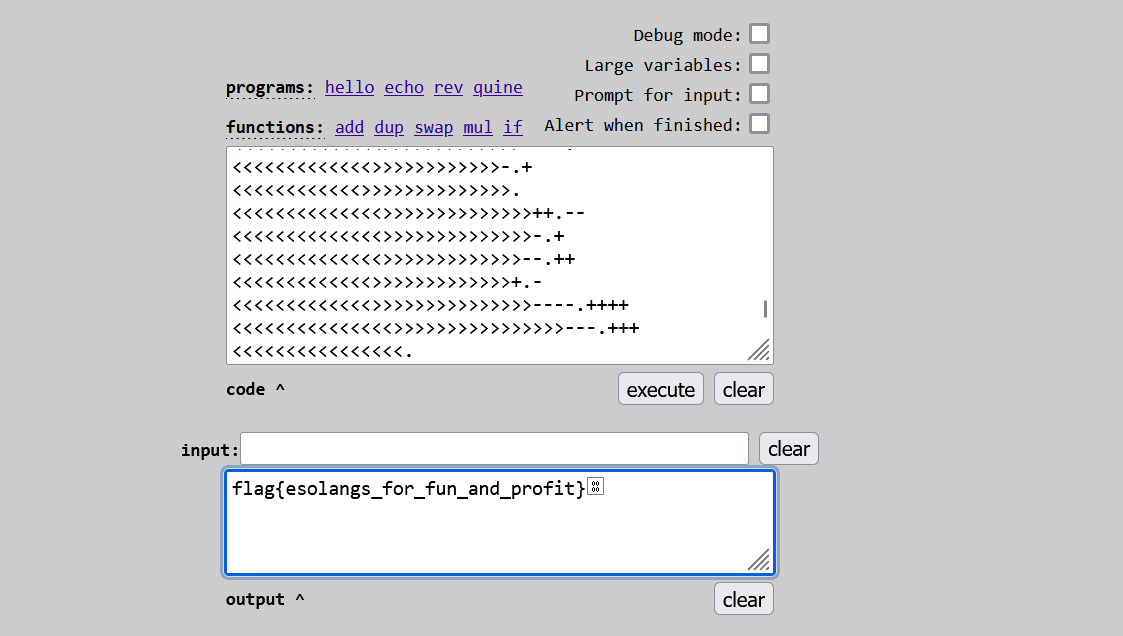 Debug mode:
Large variables:
programs: hello echo rev quine
Prompt for input:
functions: add dup swap mul if
Alert when finished:
<<<<<<<<<<<<<>>>>>>>>>>>>-.+
<<<<<<<<<<<<>>>>>>>>>>>>>>.
<<<<<<<<<<<<<<>>>>>>>>>>>>>>++.--
<<<<<<<<<<<<<<>>>>>>>>>>>>>>-.+
<<<<<<<<<<<<<<>>>>>>>>>>>>>--.++
<<<<<<<<<<<<<>>>>>>>>>>>>>+.-
<<<<<<<<<<<<<>>>>>>>>>>>>>>>----.++++
<<<<<<<<<<<<<<>>>>>>>>>>>>>>>>>---.+++
<<<<<<<<<<<<<<<<.
code ^ execute clear
input: clear
flag{esolangs_for_fun_and_profit}
output ^ clear